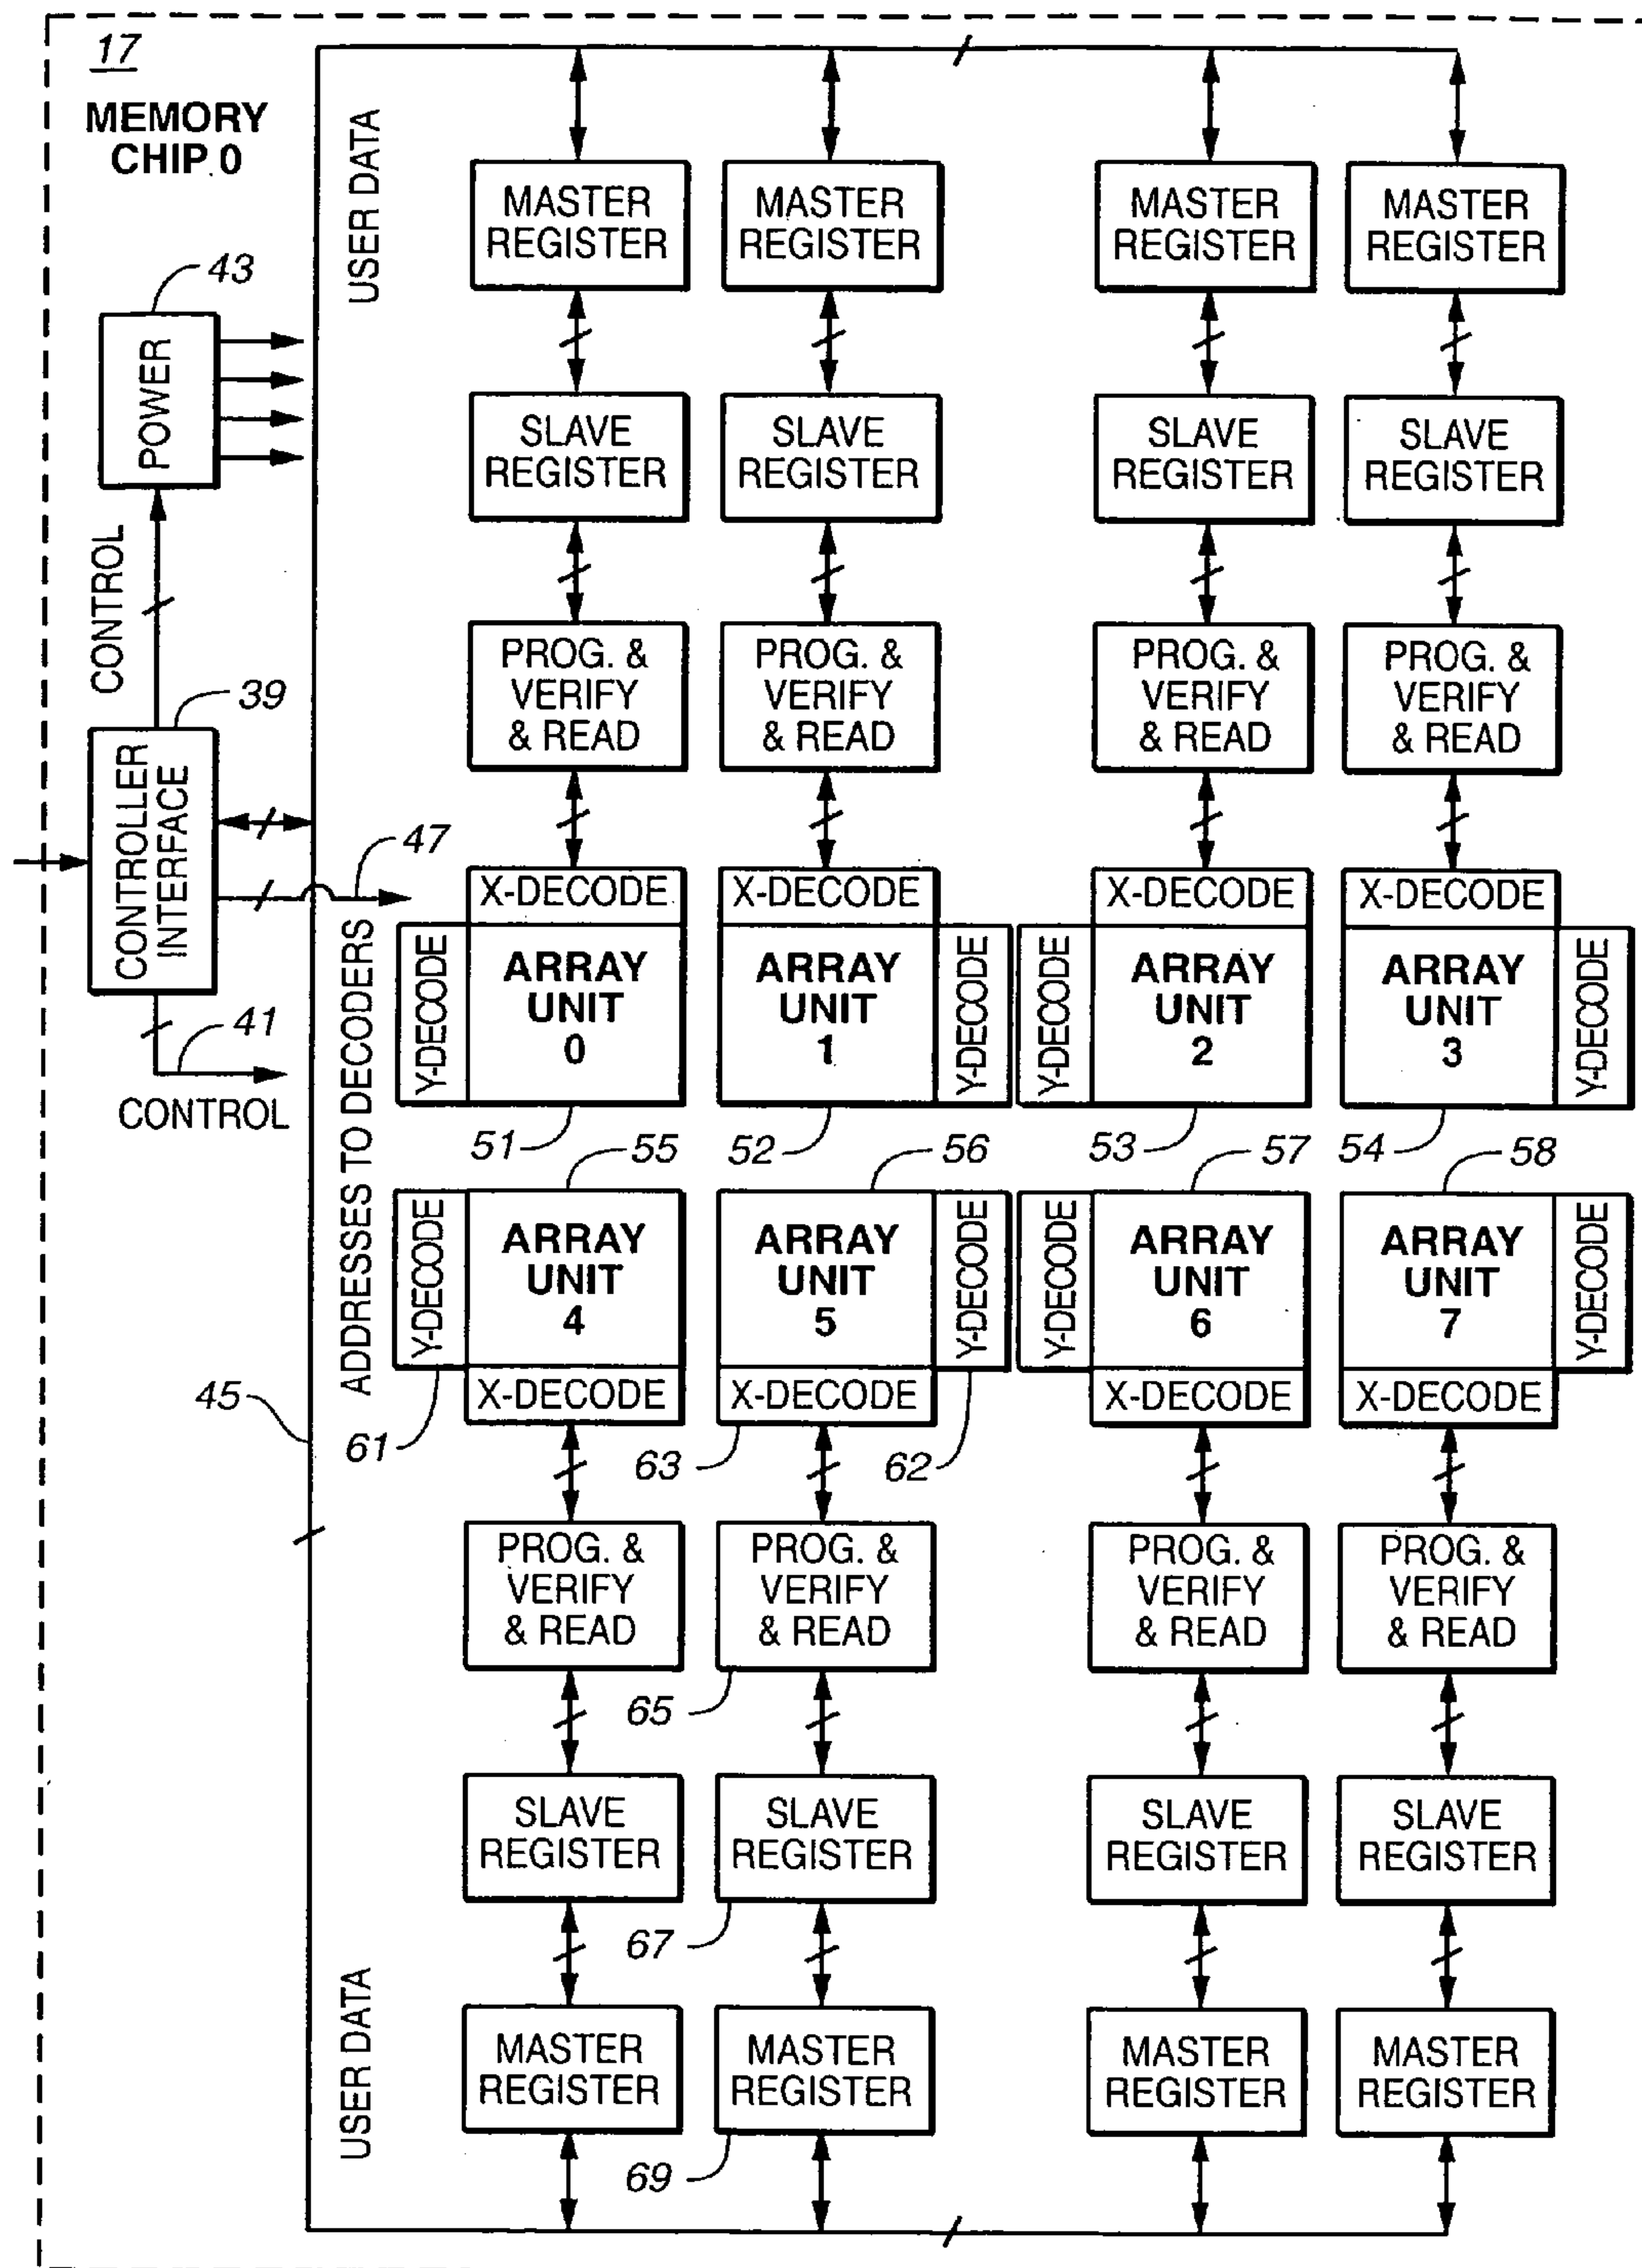 17
MEMORY
CHIP 0
USER DATA
MASTER
REGISTER
MASTER
REGISTER
MASTER
REGISTER
MASTER
REGISTER
43
POWER
SLAVE
REGISTER
SLAVE
REGISTER
SLAVE
REGISTER
SLAVE
REGISTER
CONTROL
PROG. &
VERIFY
& READ
PROG. &
VERIFY
& READ
PROG. &
VERIFY
& READ
PROG. &
VERIFY
& READ
39
CONTROLLER
INTERFACE
47
X-DECODE
X-DECODE
X-DECODE
X-DECODE
Y-DECODE
ARRAY
UNIT
0
ARRAY
UNIT
1
Y-DECODE
Y-DECODE
ARRAY
UNIT
2
ARRAY
UNIT
3
Y-DECODE
41
CONTROL
ADDRESSES TO DECODERS
51
55
52
56
53
57
54
58
Y-DECODE
ARRAY
UNIT
4
ARRAY
UNIT
5
Y-DECODE
Y-DECODE
ARRAY
UNIT
6
ARRAY
UNIT
7
Y-DECODE
X-DECODE
X-DECODE
X-DECODE
X-DECODE
45
61
63
62
PROG. &
VERIFY
& READ
PROG. &
VERIFY
& READ
PROG. &
VERIFY
& READ
PROG. &
VERIFY
& READ
65
SLAVE
REGISTER
SLAVE
REGISTER
SLAVE
REGISTER
SLAVE
REGISTER
67
USER DATA
MASTER
REGISTER
MASTER
REGISTER
MASTER
REGISTER
MASTER
REGISTER
69